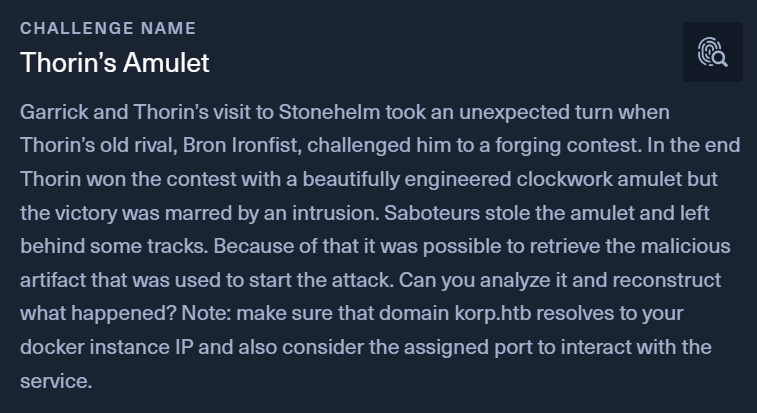 CHALLENGE NAME
Thorin's Amulet
Garrick and Thorin's visit to Stonehelm took an unexpected turn when
Thorin's old rival, Bron Ironfist, challenged him to a forging contest. In the end
Thorin won the contest with a beautifully engineered clockwork amulet but
the victory was marred by an intrusion. Saboteurs stole the amulet and left
behind some tracks. Because of that it was possible to retrieve the malicious
artifact that was used to start the attack. Can you analyze it and reconstruct
what happened? Note: make sure that domain korp.htb resolves to your
docker instance IP and also consider the assigned port to interact with the
service.